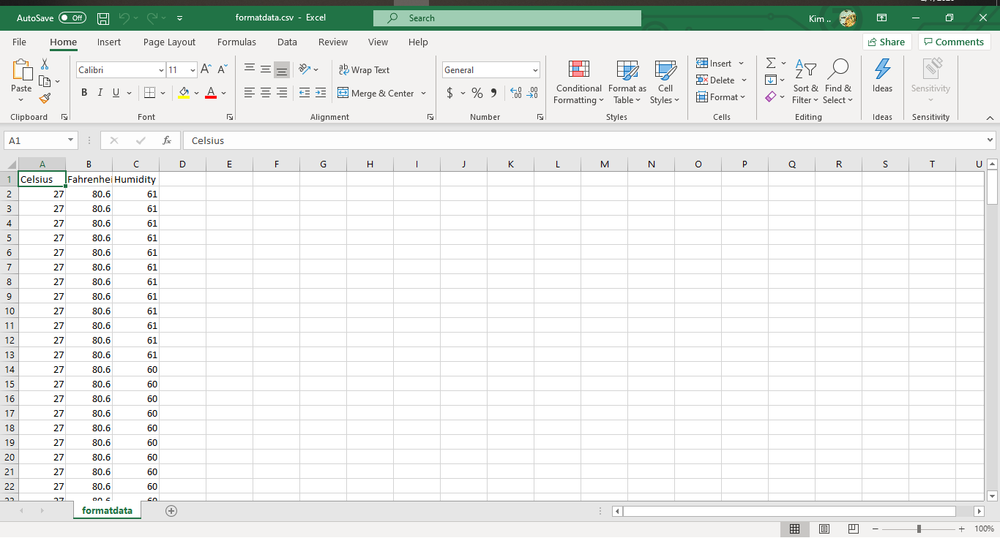 AutoSave Off formatdata.csv - Excel Search Kim ..
File Home Insert Page Layout Formulas Data Review View Help Share Comments
Calibri 11 A A ab Wrap Text General Insert Σ A
Paste B I U A Merge & Center $ % Conditional Format as Cell Delete Z Sort & Find & Ideas Sensitivity
Formatting Table Styles Format Filter Select
Clipboard Font Alignment Number Styles Cells Editing Ideas Sensitivity
A1 fx Celsius
A B C D E F G H I J K L M N O P Q R S T U
1 Celsius Fahrenhei Humidity
2 27 80.6 61
3 27 80.6 61
4 27 80.6 61
5 27 80.6 61
6 27 80.6 61
7 27 80.6 61
8 27 80.6 61
9 27 80.6 61
10 27 80.6 61
11 27 80.6 61
12 27 80.6 61
13 27 80.6 61
14 27 80.6 60
15 27 80.6 60
16 27 80.6 60
17 27 80.6 60
18 27 80.6 60
19 27 80.6 60
20 27 80.6 60
21 27 80.6 60
22 27 80.6 60
23 27 80.6 60
formatdata
100%